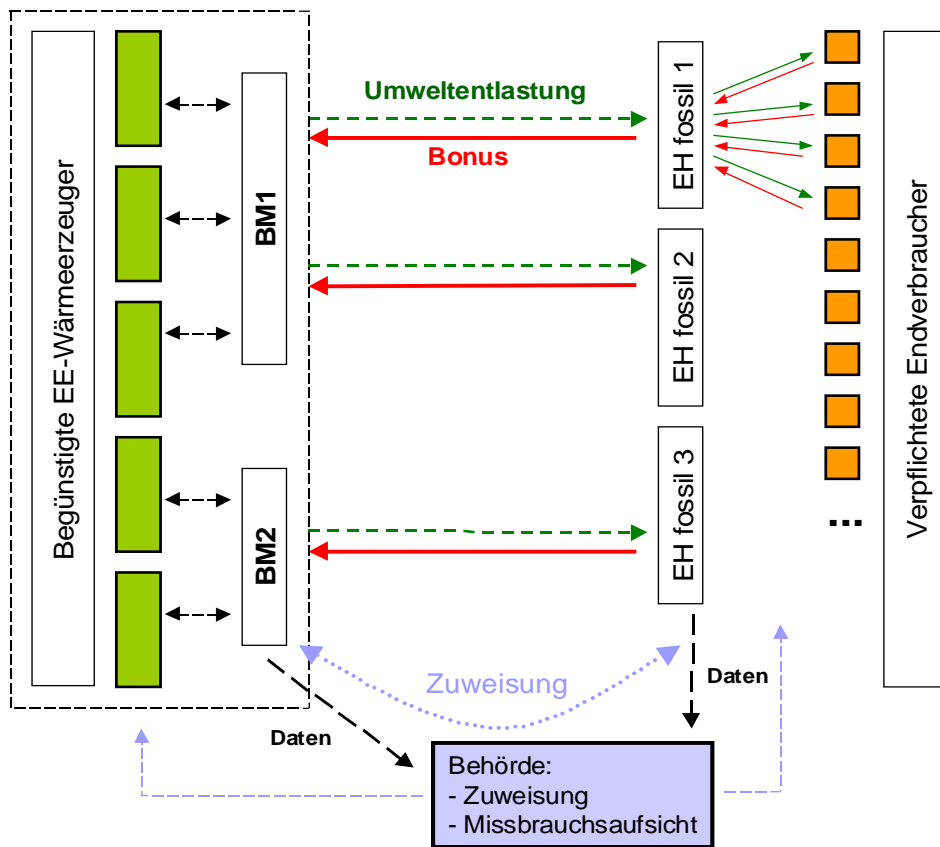 Begünstigte EE-Wärmeerzeuger
BM1
BM2
Umweltentlastung
Bonus
EH fossil 1
EH fossil 2
EH fossil 3
...
Verpflichtete Endverbraucher
Zuweisung
Daten
Daten
Behörde:
- Zuweisung
- Missbrauchsaufsicht